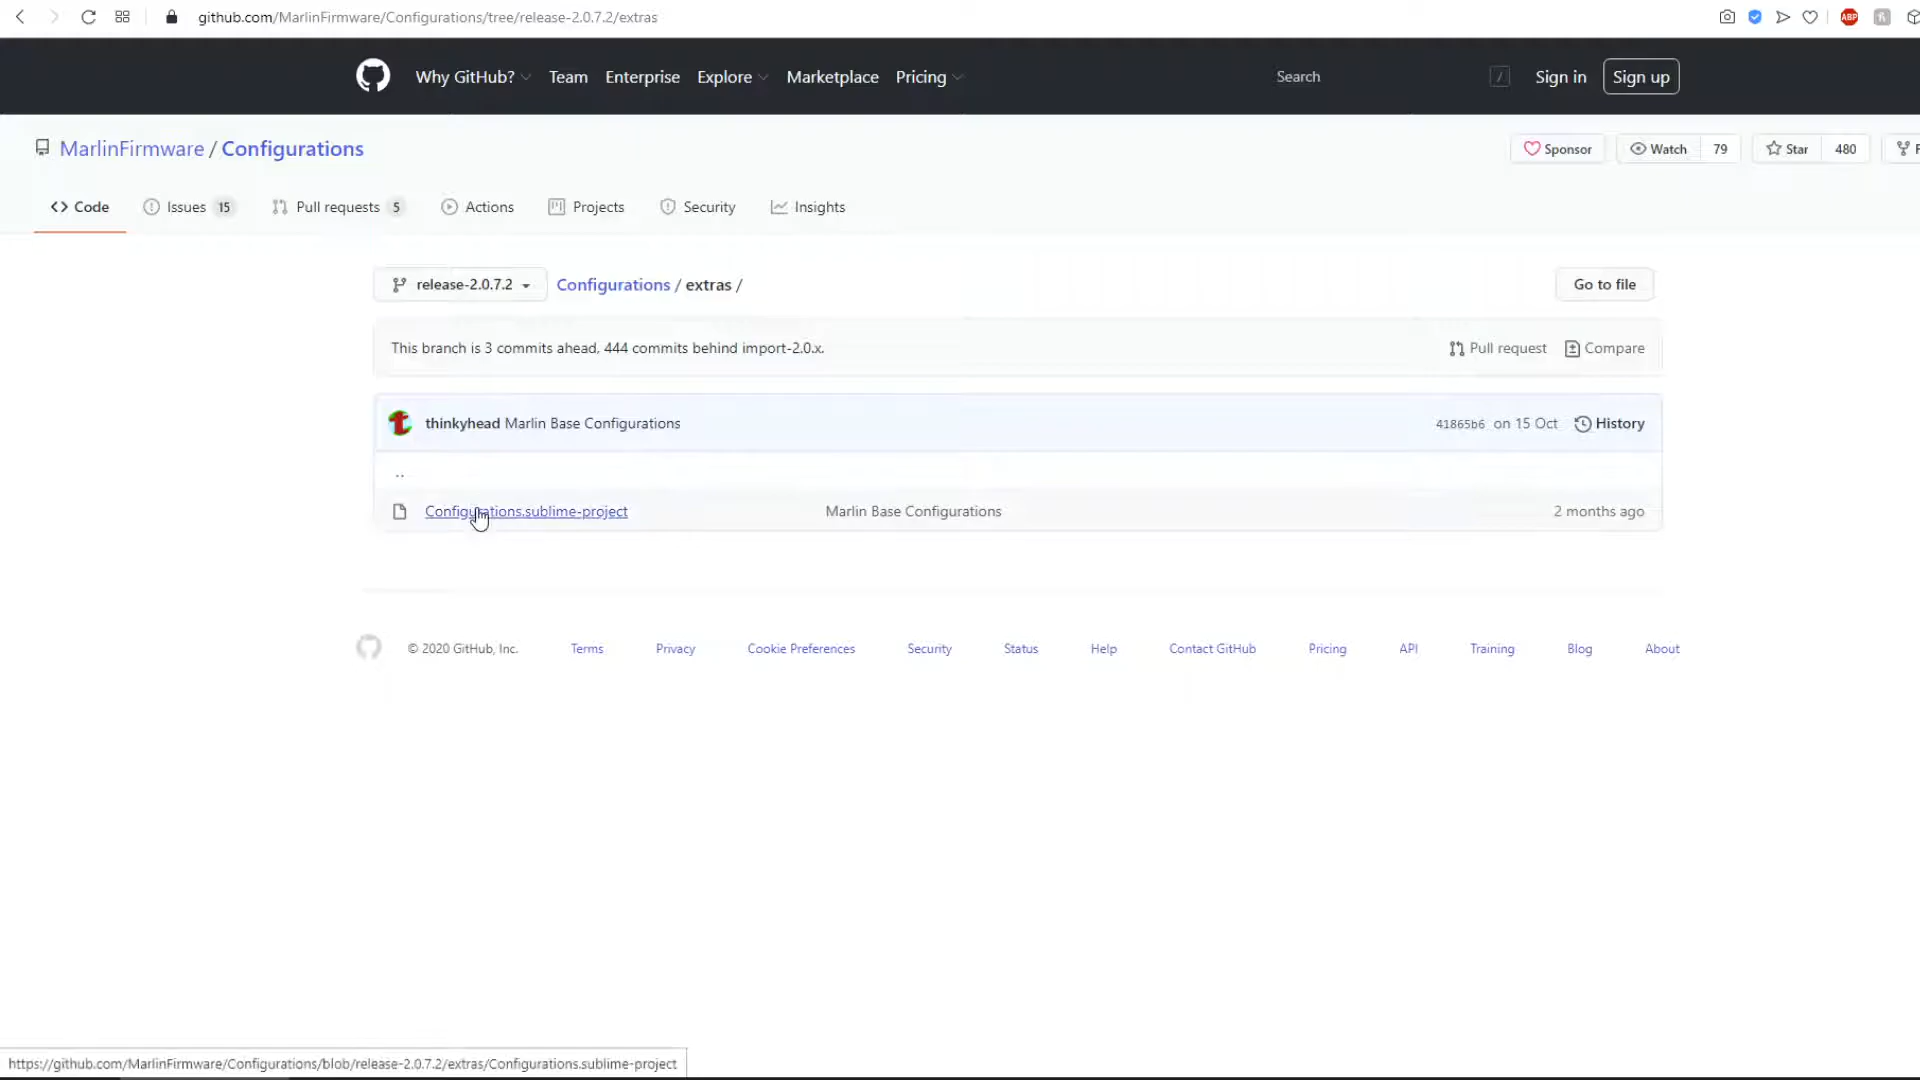 github.com/MarlinFirmware/Configurations/tree/release-2.0.7.2/extras
ABP
Why GitHub? Team Enterprise Explore Marketplace Pricing Search / Sign in Sign up
MarlinFirmware / Configurations Sponsor Watch 79 Star 480 F
<> Code Issues 15 Pull requests 5 Actions Projects Security Insights
release-2.0.7.2 Configurations / extras / Go to file
This branch is 3 commits ahead, 444 commits behind import-2.0.x. Pull request Compare
thinkyhead Marlin Base Configurations 41865b6 on 15 Oct History
..
Configurations.sublime-project Marlin Base Configurations 2 months ago
© 2020 GitHub, Inc. Terms Privacy Cookie Preferences Security Status Help Contact GitHub Pricing API Training Blog About
https://github.com/MarlinFirmware/Configurations/blob/release-2.0.7.2/extras/Configurations.sublime-project